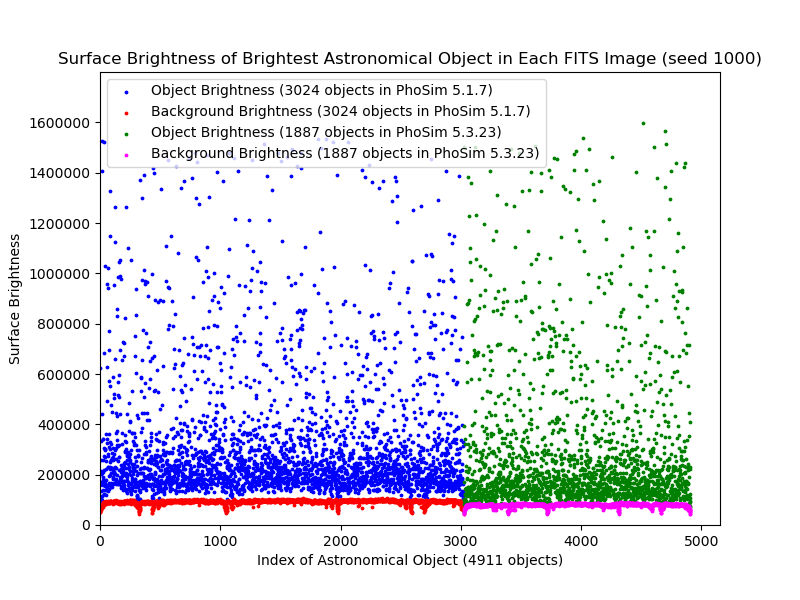 Surface Brightness of Brightest Astronomical Object in Each FITS Image (seed 1000)
Object Brightness (3024 objects in PhoSim 5.1.7)
Background Brightness (3024 objects in PhoSim 5.1.7)
Object Brightness (1887 objects in PhoSim 5.3.23)
Background Brightness (1887 objects in PhoSim 5.3.23)
Surface Brightness
1600000
1400000
1200000
1000000
800000
600000
400000
200000
0
0 1000 2000 3000 4000 5000
Index of Astronomical Object (4911 objects)